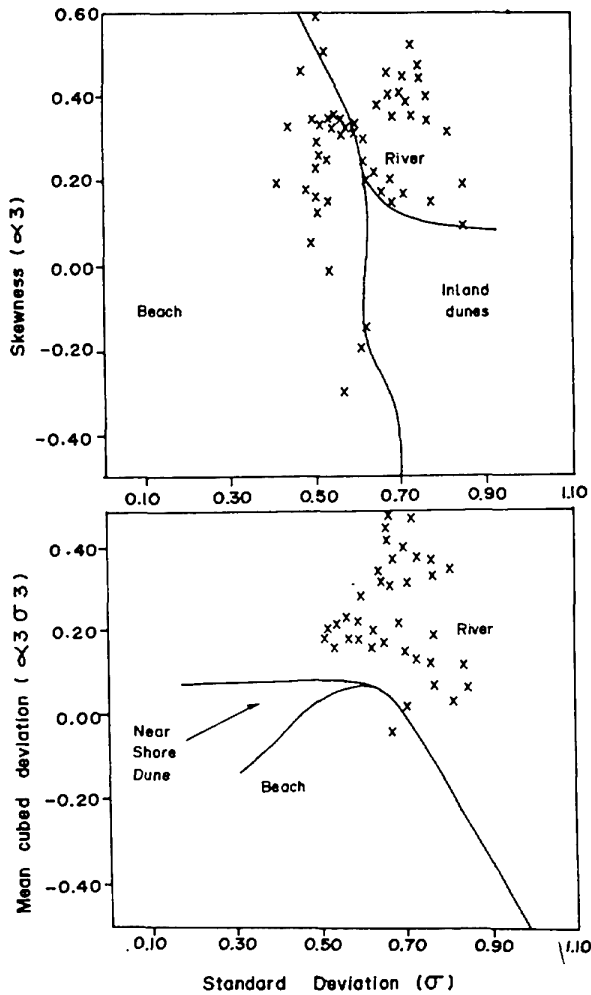 Skewness (∝3)
0.60
0.40
0.20
0.00
-0.20
-0.40
River
Beach
Inland
dunes
0.10 0.30 0.50 0.70 0.90 1.10
Mean cubed deviation (∝3σ3)
0.40
0.20
0.00
-0.20
-0.40
River
Near
Shore
Dune
Beach
0.10 0.30 0.50 0.70 0.90 1.10
Standard Deviation (σ)